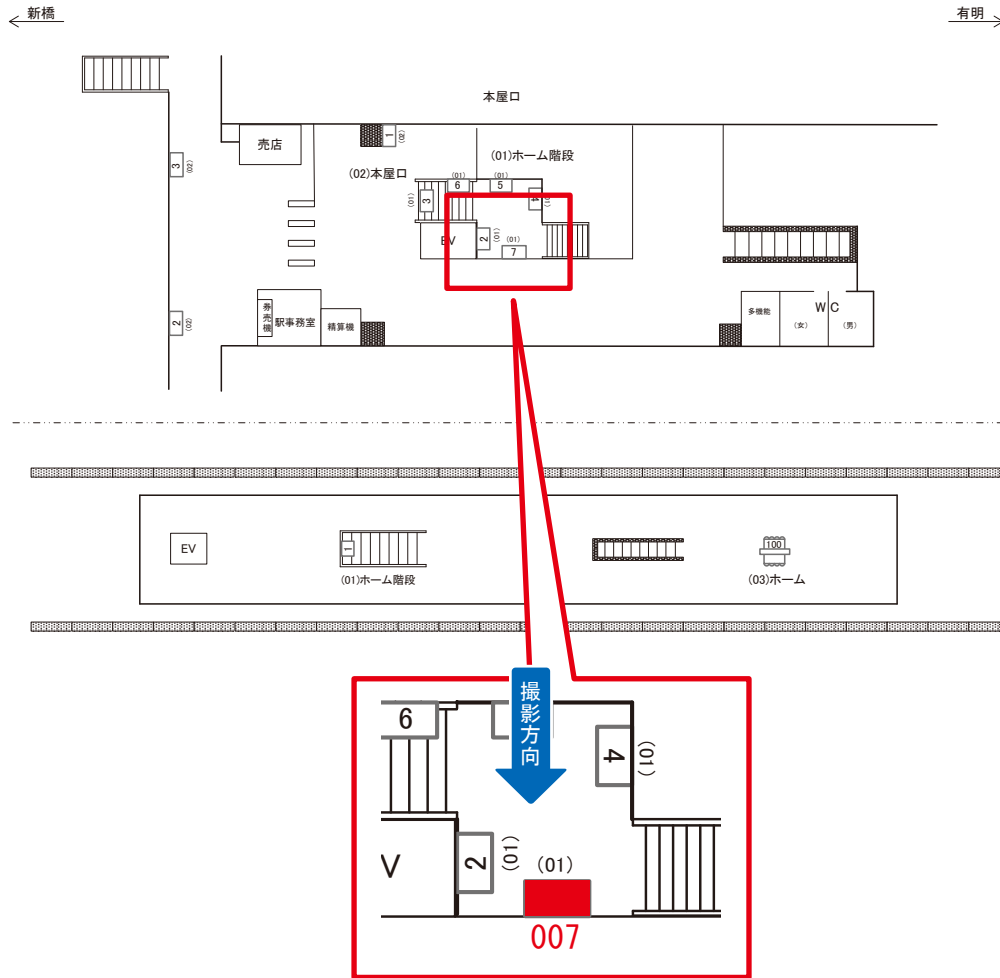 新橋
有明
本屋口
売店
1
(02)
(01)ホーム階段
(02)本屋口
3
(02)
(01)
6
(01)
5
4
(01)
(01)
3
EV
2
(01)
(01)
7
2
(02)
券売機
駅事務室
精算機
多機能
WC
(女)
(男)
EV
1
(01)ホーム階段
100
(03)ホーム
撮影方向
6
4
(01)
V
2
(01)
(01)
007